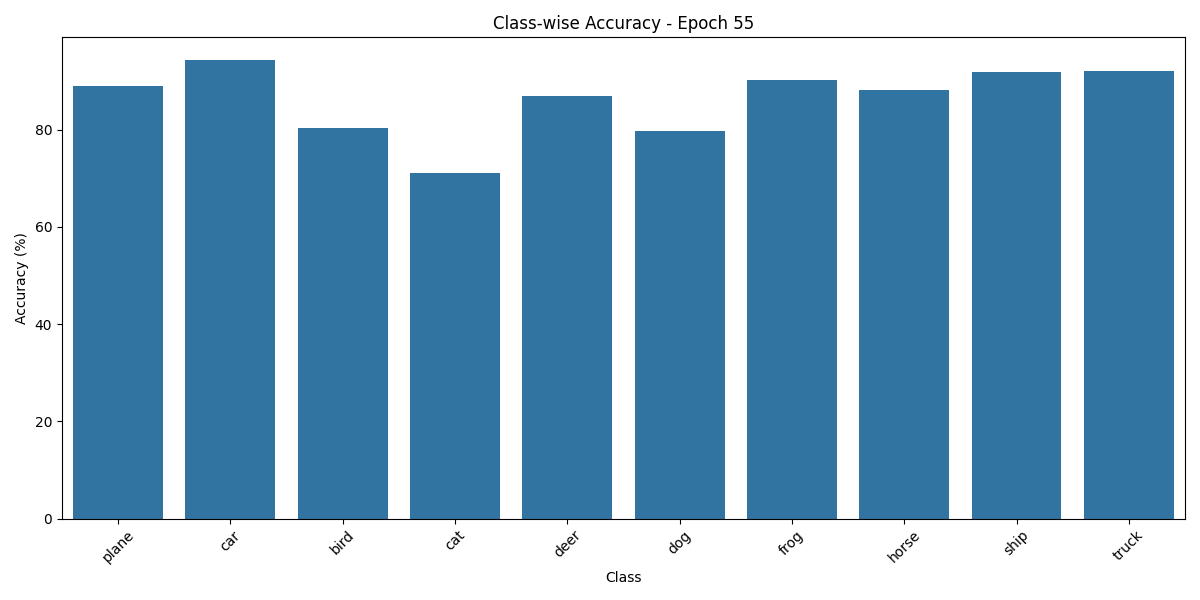 Class-wise Accuracy - Epoch 55
Accuracy (%)
80
60
40
20
0
plane
car
bird
cat
deer
dog
frog
horse
ship
truck
Class